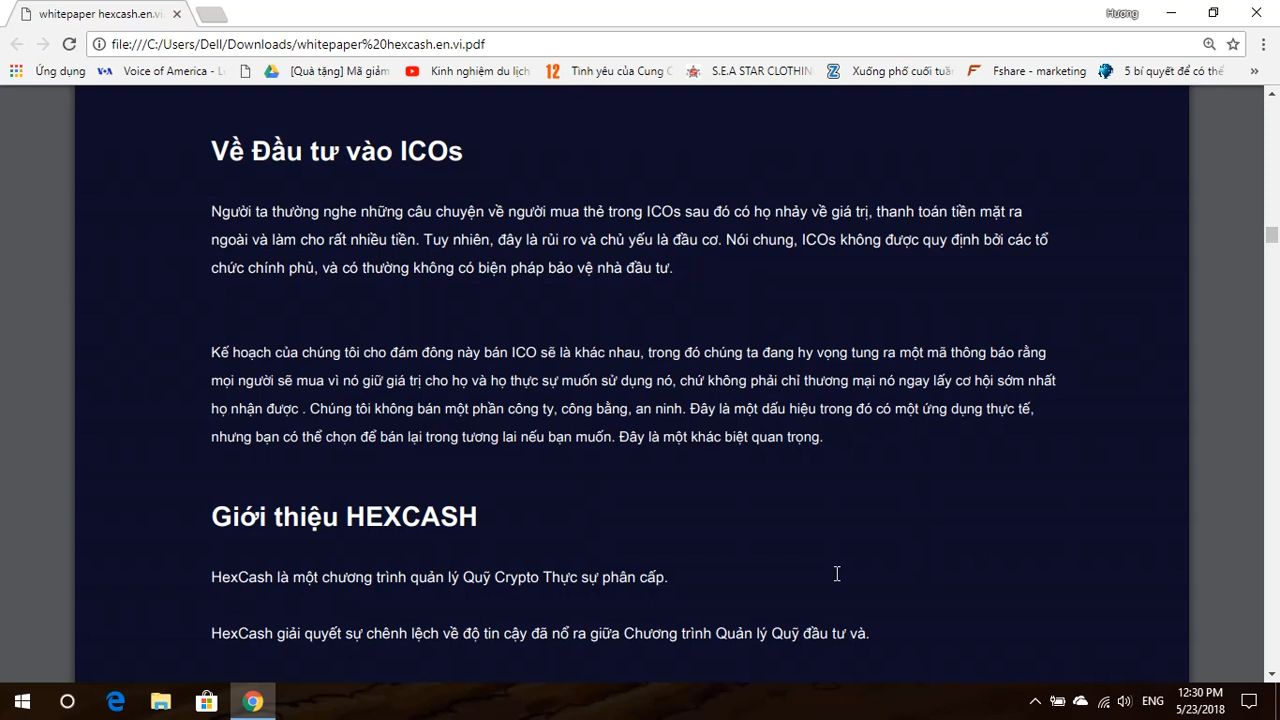 whitepaper hexcash.en.vi.
Hương
file:///C:/Users/Dell/Downloads/whitepaper%20hexcash.en.vi.pdf
Ứng dụng
VOA Voice of America - L
[Quà tặng] Mã giảm
Kinh nghiệm du lịch
12 Tình yêu của Cung C
S.E.A STAR CLOTHIN
Z Xuống phố cuối tuần
F Fshare - marketing
5 bí quyết để có thể
»
Về Đầu tư vào ICOs
Người ta thường nghe những câu chuyện về người mua thẻ trong ICOs sau đó có họ nhảy về giá trị, thanh toán tiền mặt ra
ngoài và làm cho rất nhiều tiền. Tuy nhiên, đây là rủi ro và chủ yếu là đầu cơ. Nói chung, ICOs không được quy định bởi các tổ
chức chính phủ, và có thường không có biện pháp bảo vệ nhà đầu tư.
Kế hoạch của chúng tôi cho đám đông này bán ICO sẽ là khác nhau, trong đó chúng ta đang hy vọng tung ra một mã thông báo rằng
mọi người sẽ mua vì nó giữ giá trị cho họ và họ thực sự muốn sử dụng nó, chứ không phải chỉ thương mại nó ngay lấy cơ hội sớm nhất
họ nhận được . Chúng tôi không bán một phần công ty, công bằng, an ninh. Đây là một dấu hiệu trong đó có một ứng dụng thực tế,
nhưng bạn có thể chọn để bán lại trong tương lai nếu bạn muốn. Đây là một khác biệt quan trọng.
Giới thiệu HEXCASH
HexCash là một chương trình quản lý Quỹ Crypto Thực sự phân cấp.
HexCash giải quyết sự chênh lệch về độ tin cậy đã nổ ra giữa Chương trình Quản lý Quỹ đầu tư và.
ENG
12:30 PM
5/23/2018